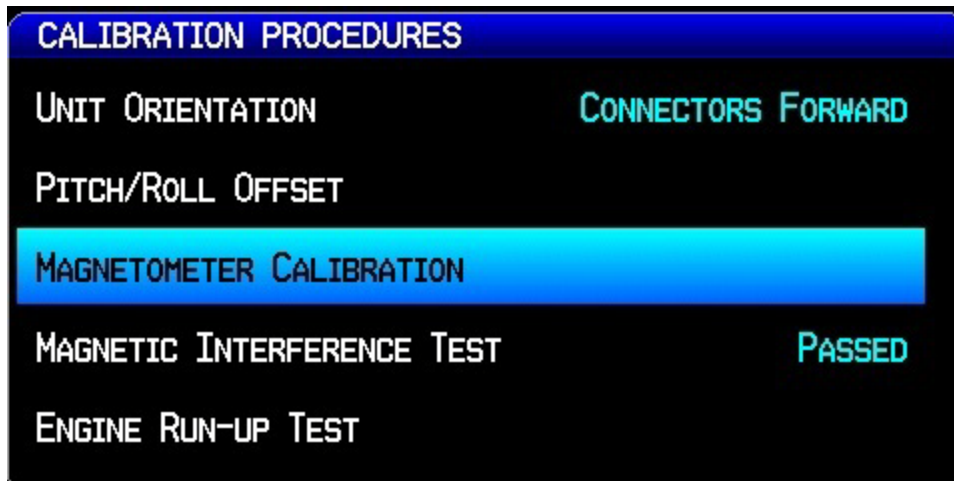 CALIBRATION PROCEDURES
UNIT ORIENTATION CONNECTORS FORWARD
PITCH/ROLL OFFSET
MAGNETOMETER CALIBRATION
MAGNETIC INTERFERENCE TEST PASSED
ENGINE RUN-UP TEST